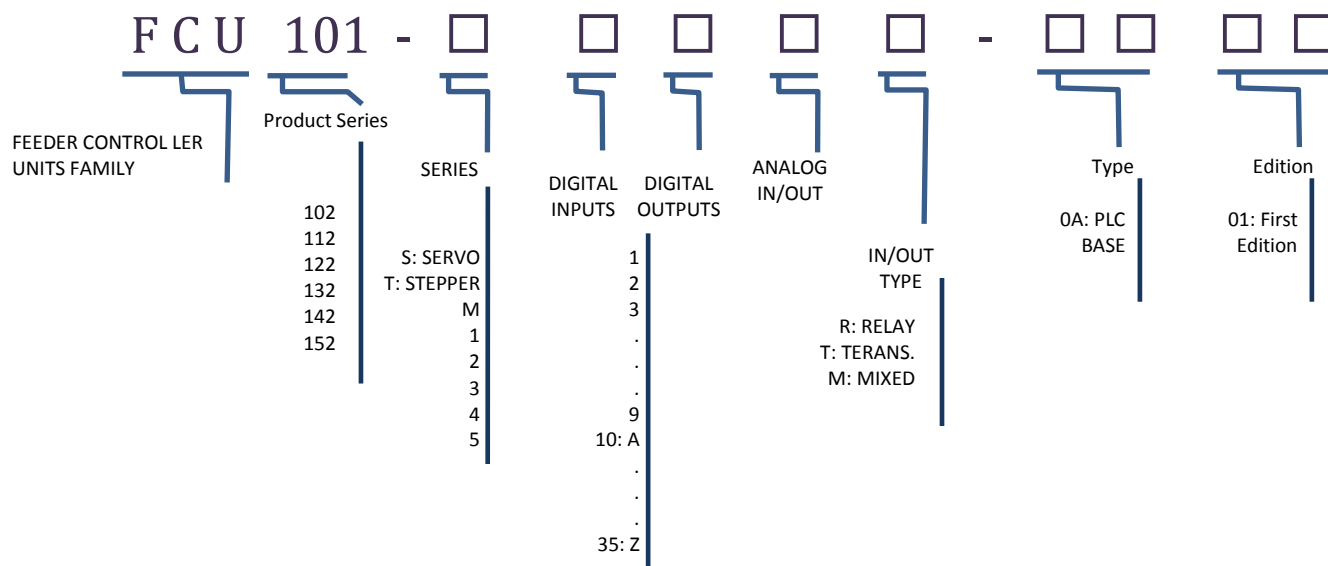 FCU 101 - □ □ □ □ □ - □ □ □ □
FEEDER CONTROL LER
UNITS FAMILY
Product Series
102
112
122
132
142
152
SERIES
S: SERVO
T: STEPPER
M
1
2
3
4
5
DIGITAL
INPUTS
DIGITAL
OUTPUTS
1
2
3
.
.
.
9
10: A
.
.
.
35: Z
ANALOG
IN/OUT
IN/OUT
TYPE
R: RELAY
T: TERANS.
M: MIXED
Type
0A: PLC
BASE
Edition
01: First
Edition